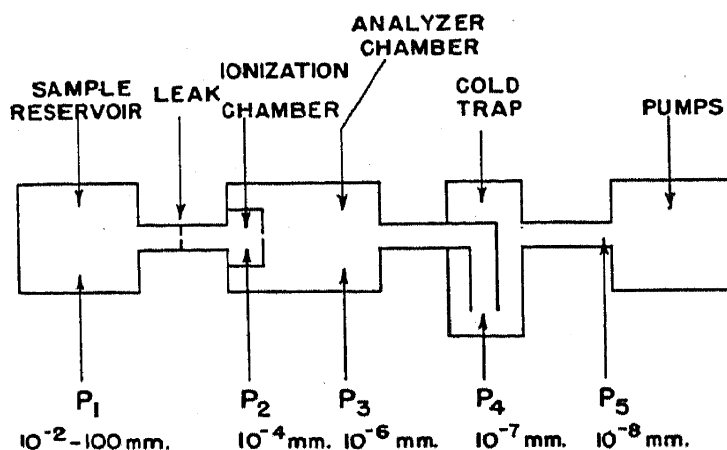 ANALYZER
CHAMBER
SAMPLE
RESERVOIR
LEAK
IONIZATION
CHAMBER
COLD
TRAP
PUMPS
P1
P2
P3
P4
P5
10-2-100 mm.
10-4 mm.
10-6 mm.
10-7 mm.
10-8 mm.